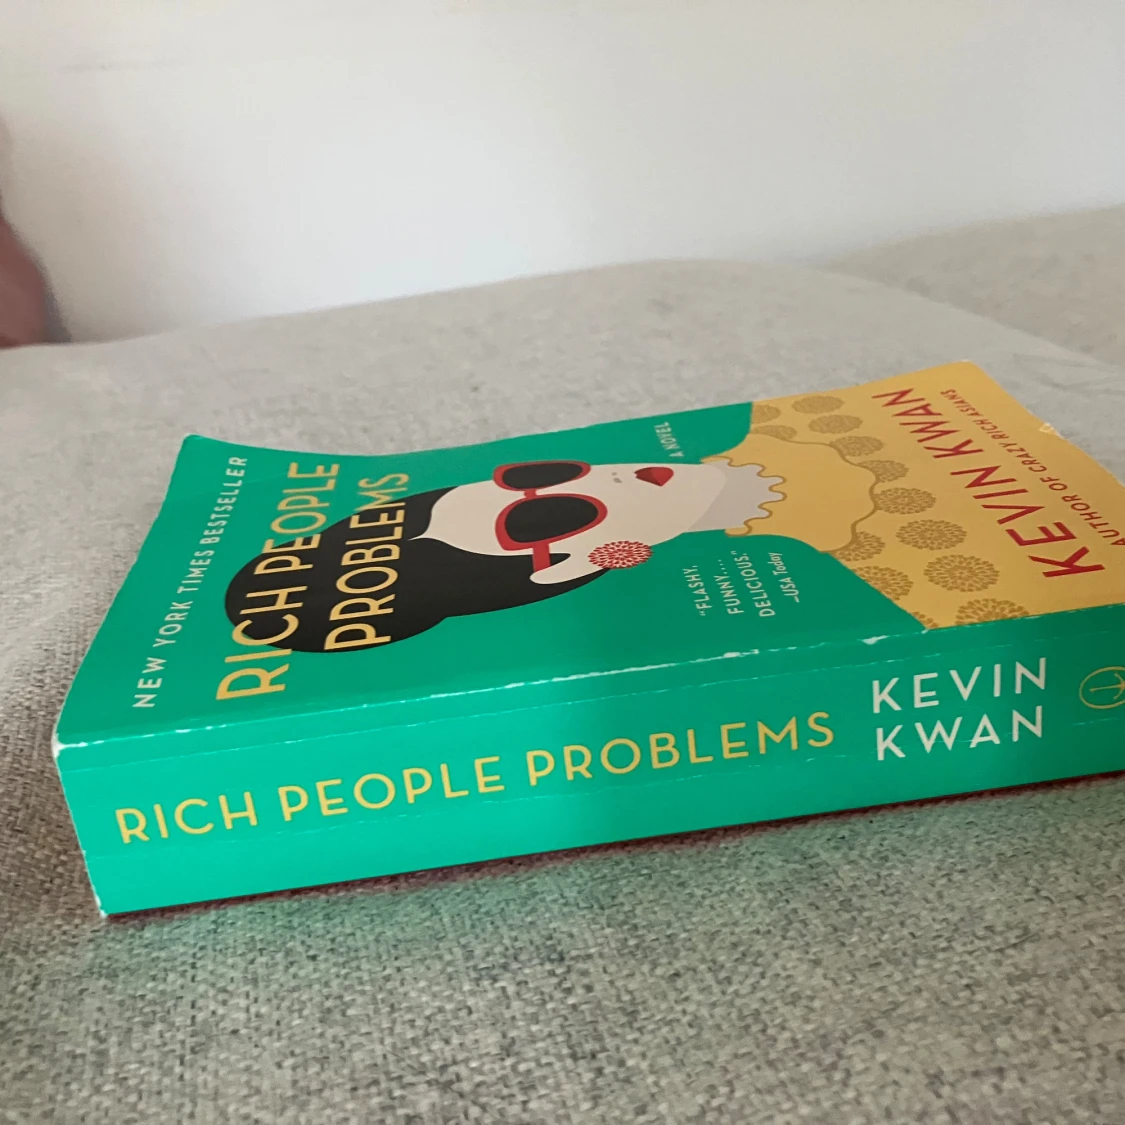 NEW YORK TIMES BESTSELLER
RICH PEOPLE
PROBLEMS
A NOVEL
"FLASHY,
FUNNY....
DELICIOUS."
—USA Today
KEVIN KWAN
AUTHOR OF CRAZY RICH ASIANS
RICH PEOPLE PROBLEMS
KEVIN
KWAN